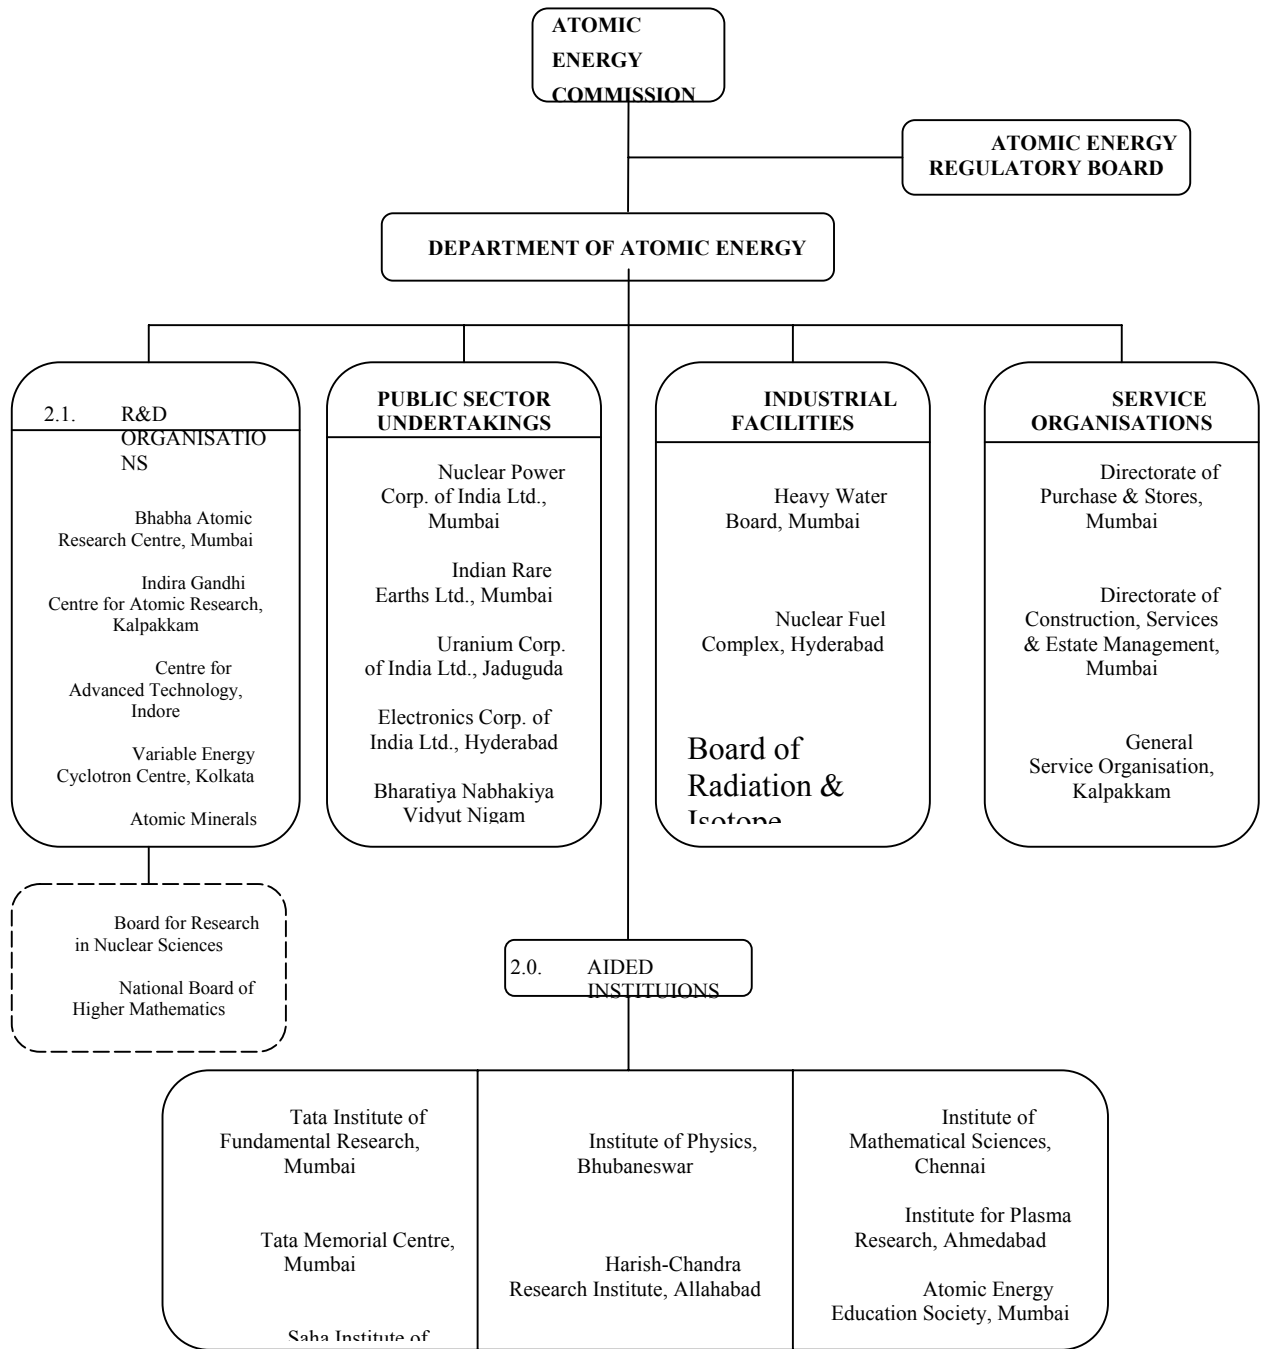 ATOMIC
ENERGY
COMMISSION
ATOMIC ENERGY
REGULATORY BOARD
DEPARTMENT OF ATOMIC ENERGY
2.1. R&D
ORGANISATIO
NS
Bhabha Atomic
Research Centre, Mumbai
Indira Gandhi
Centre for Atomic Research,
Kalpakkam
Centre for
Advanced Technology,
Indore
Variable Energy
Cyclotron Centre, Kolkata
Atomic Minerals
PUBLIC SECTOR
UNDERTAKINGS
Nuclear Power
Corp. of India Ltd.,
Mumbai
Indian Rare
Earths Ltd., Mumbai
Uranium Corp.
of India Ltd., Jaduguda
Electronics Corp. of
India Ltd., Hyderabad
Bharatiya Nabhakiya
Vidyut Nigam
INDUSTRIAL
FACILITIES
Heavy Water
Board, Mumbai
Nuclear Fuel
Complex, Hyderabad
Board of
Radiation &
Isotope
SERVICE
ORGANISATIONS
Directorate of
Purchase & Stores,
Mumbai
Directorate of
Construction, Services
& Estate Management,
Mumbai
General
Service Organisation,
Kalpakkam
Board for Research
in Nuclear Sciences
National Board of
Higher Mathematics
2.0. AIDED
INSTITUIONS
Tata Institute of
Fundamental Research,
Mumbai
Tata Memorial Centre,
Mumbai
Saha Institute of
Institute of Physics,
Bhubaneswar
Harish-Chandra
Research Institute, Allahabad
Institute of
Mathematical Sciences,
Chennai
Institute for Plasma
Research, Ahmedabad
Atomic Energy
Education Society, Mumbai